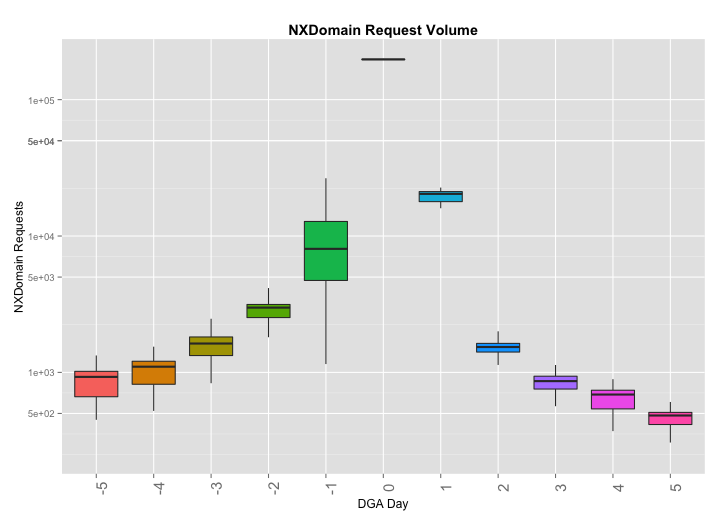 NXDomain Request Volume
1e+05
5e+04
1e+04
5e+03
1e+03
5e+02
NXDomain Requests
-5 -4 -3 -2 -1 0 1 2 3 4 5
DGA Day